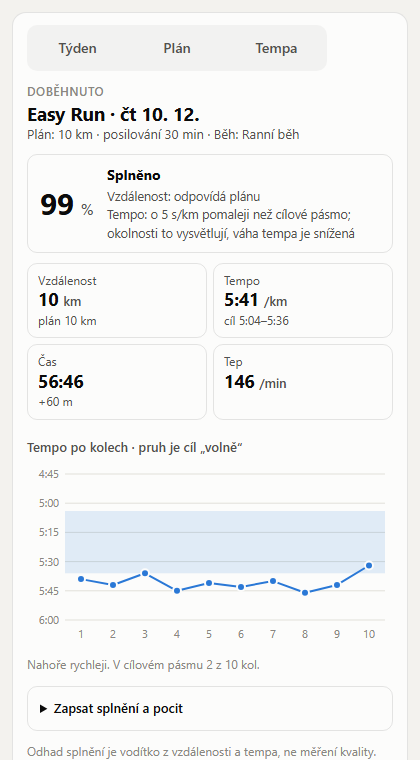 Týden Plán Tempa
DOBĚHNUTO
Easy Run · čt 10. 12.
Plán: 10 km · posilování 30 min · Běh: Ranní běh
99 %
Splněno
Vzdálenost: odpovídá plánu
Tempo: o 5 s/km pomaleji než cílové pásmo;
okolnosti to vysvětlují, váha tempa je snížená
Vzdálenost
10 km
plán 10 km
Tempo
5:41 /km
cíl 5:04–5:36
Čas
56:46
+60 m
Tep
146 /min
Tempo po kolech · pruh je cíl „volně“
4:45
5:00
5:15
5:30
5:45
6:00
1 2 3 4 5 6 7 8 9 10
Nahoře rychleji. V cílovém pásmu 2 z 10 kol.
▶ Zapsat splnění a pocit
Odhad splnění je vodítko z vzdálenosti a tempa, ne měření kvality.